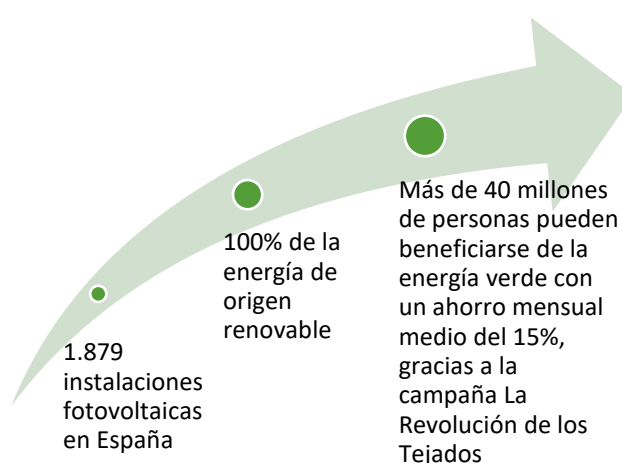 1.879
instalaciones
fotovoltaicas
en España
100% de la
energía de
origen
renovable
Más de 40 millones
de personas pueden
beneficiarse de la
energía verde con
un ahorro mensual
medio del 15%,
gracias a la
campaña La
Revolución de los
Tejados